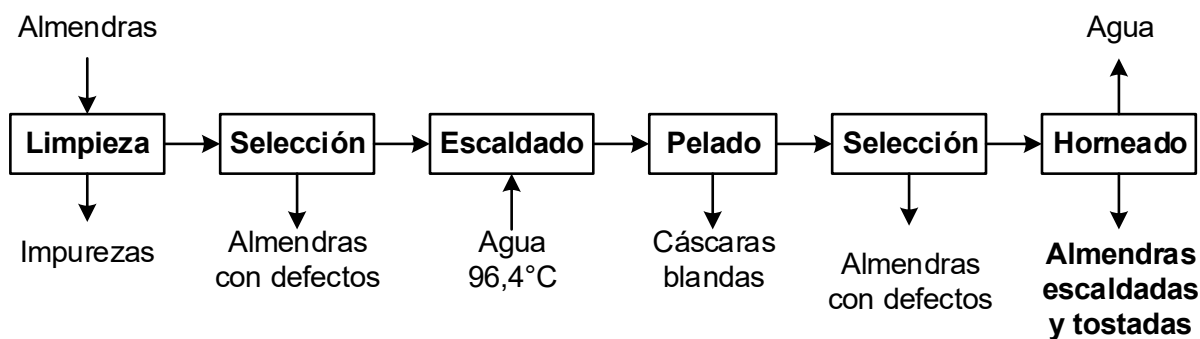 Almendras
Agua
Limpieza
Selección
Escaldado
Pelado
Selección
Horneado
Impurezas
Almendras
con defectos
Agua
96,4°C
Cáscaras
blandas
Almendras
con defectos
Almendras
escaldadas
y tostadas